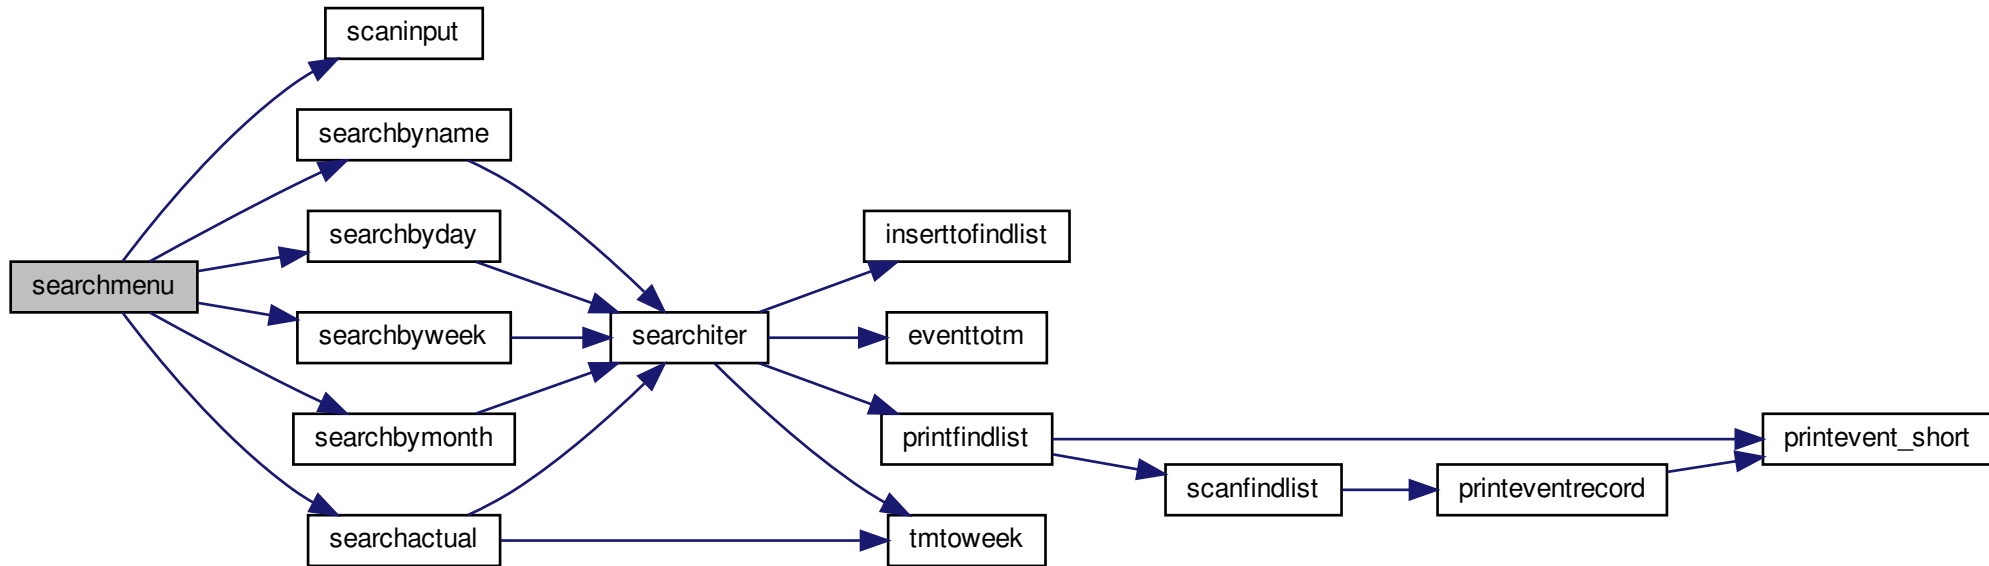 scaninput
searchbyname
searchbyday
inserttofindlist
searchmenu
searchbyweek
searchiter
eventtotm
searchbymonth
printfindlist
printevent_short
scanfindlist
printeventrecord
searchactual
tmtoweek